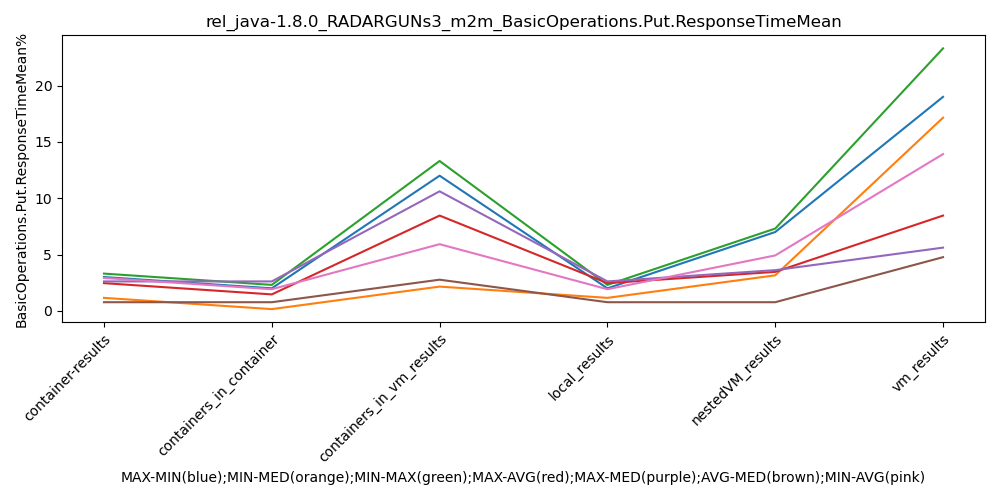 rel_java-1.8.0_RADARGUNs3_m2m_BasicOperations.Put.ResponseTimeMean
BasicOperations.Put.ResponseTimeMean%
20
15
10
5
0
container-results
containers_in_container
containers_in_vm_results
local_results
nestedVM_results
vm_results
MAX-MIN(blue);MIN-MED(orange);MIN-MAX(green);MAX-AVG(red);MAX-MED(purple);AVG-MED(brown);MIN-AVG(pink)